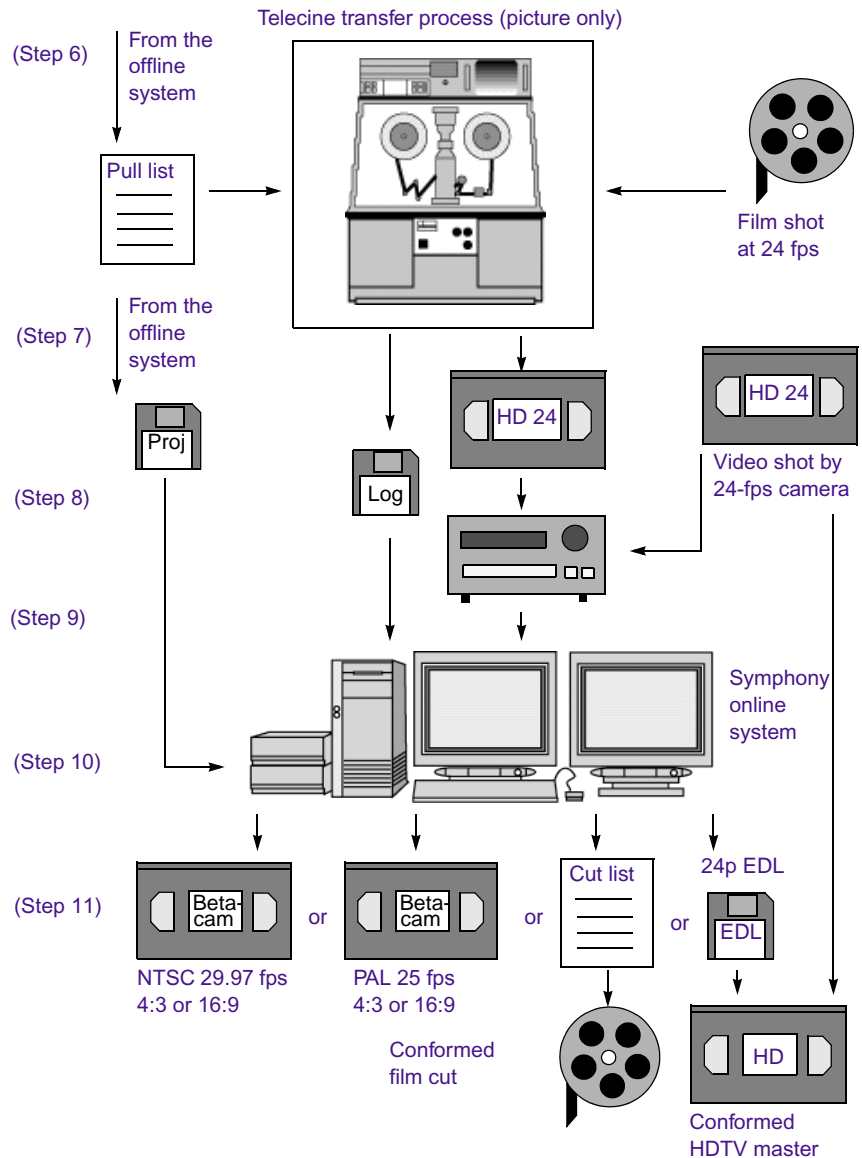 Telecine transfer process (picture only)
(Step 6)
From the
offline
system
Pull list
Film shot
at 24 fps
(Step 7)
From the
offline
system
Proj
HD 24
HD 24
Log
Video shot by
24-fps camera
(Step 8)
(Step 9)
Symphony
online
system
(Step 10)
24p EDL
(Step 11)
Beta-
cam
or
Beta-
cam
or
Cut list
or
EDL
NTSC 29.97 fps
4:3 or 16:9
PAL 25 fps
4:3 or 16:9
Conformed
film cut
HD
Conformed
HDTV master